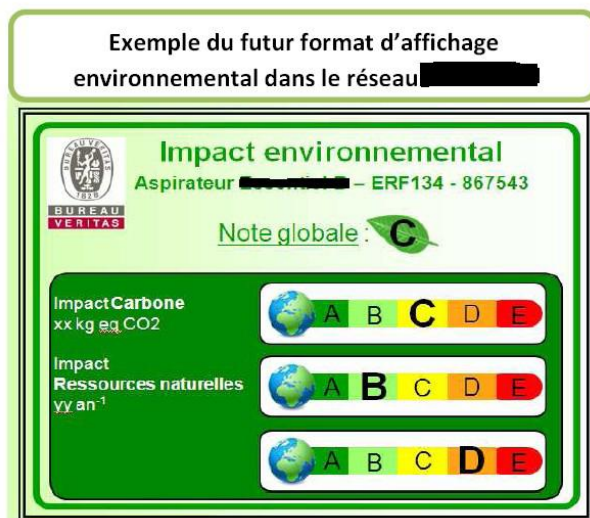 Exemple du futur format d'affichage
environnemental dans le réseau
BUREAU VERITAS
1828
BUREAU
VERITAS
Impact environnemental
Aspirateur – ERF134 - 867543
Note globale : C
Impact Carbone
xx kg eq CO2
A B C D E
Impact
Ressources naturelles
yy an-1
A B C D E
A B C D E